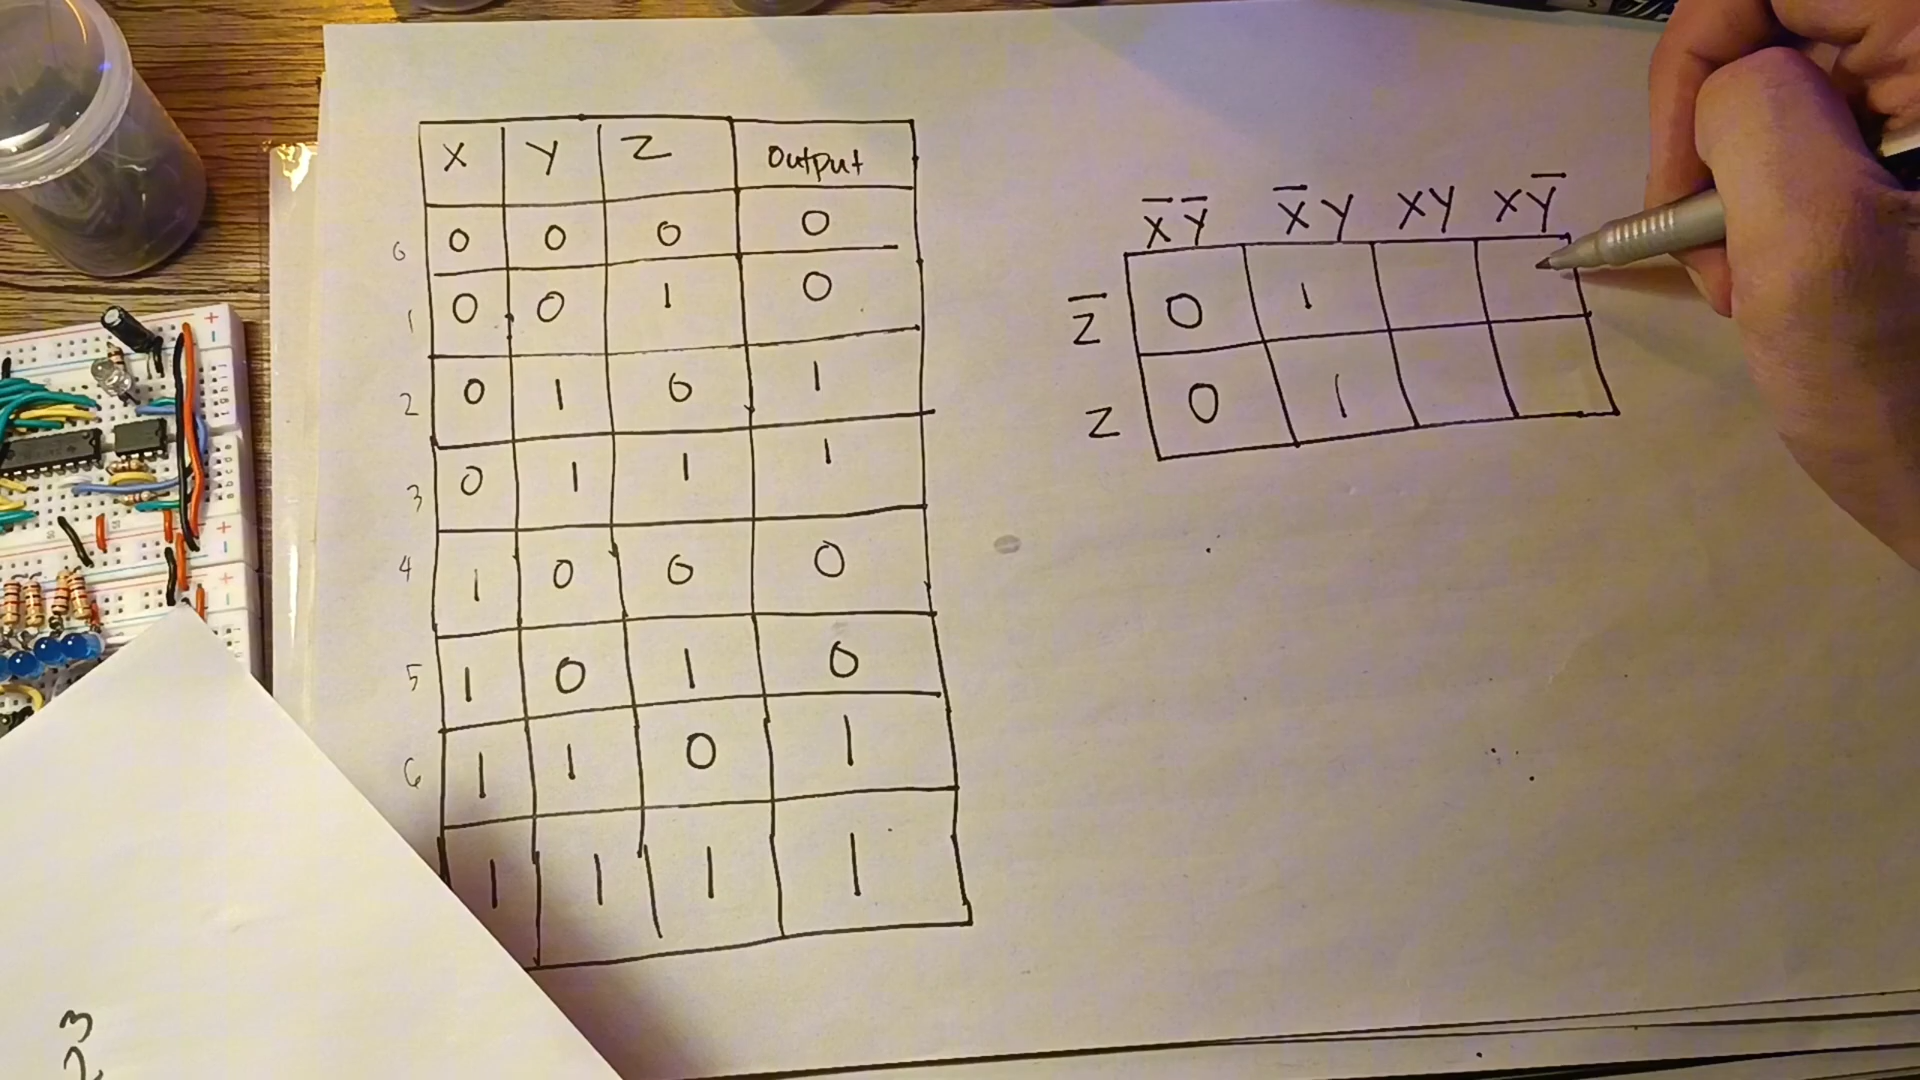 X Y Z Output
0 0 0 0 0
1 0 0 1 0
2 0 1 0 1
3 0 1 1 1
4 1 0 0 0
5 1 0 1 0
6 1 1 0 1
1 1 1 1
X̅Y̅ X̅Y XY XY̅
Z̅ 0 1
Z 0 1
2³